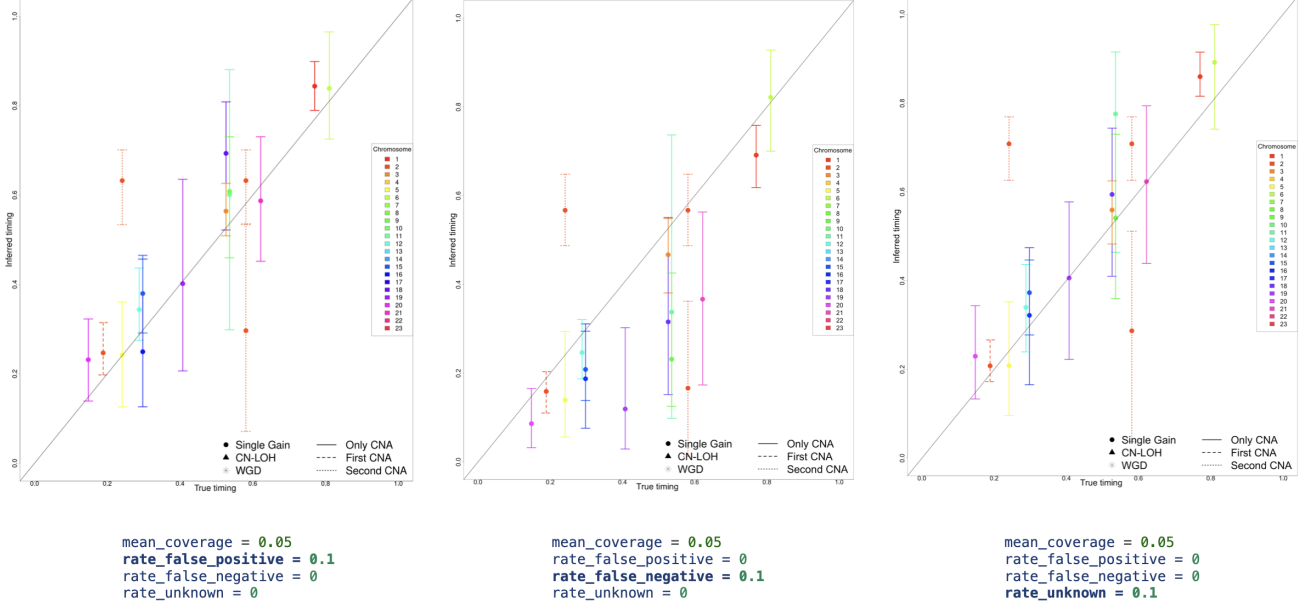 Inferred timing
1.0
0.8
0.6
0.4
0.2
0.0
0.0
0.2
0.4
0.6
0.8
1.0
True timing
Chromosome
1
2
3
4
5
6
7
8
9
10
11
12
13
14
15
16
17
18
19
20
21
22
23
Single Gain
CN-LOH
WGD
Only CNA
First CNA
Second CNA
mean_coverage = 0.05
rate_false_positive = 0.1
rate_false_negative = 0
rate_unknown = 0
Inferred timing
1.0
0.8
0.6
0.4
0.2
0.0
0.0
0.2
0.4
0.6
0.8
1.0
True timing
Chromosome
1
2
3
4
5
6
7
8
9
10
11
12
13
14
15
16
17
18
19
20
21
22
23
Single Gain
CN-LOH
WGD
Only CNA
First CNA
Second CNA
mean_coverage = 0.05
rate_false_positive = 0
rate_false_negative = 0.1
rate_unknown = 0
Inferred timing
1.0
0.8
0.6
0.4
0.2
0.0
0.0
0.2
0.4
0.6
0.8
1.0
True timing
Chromosome
1
2
3
4
5
6
7
8
9
10
11
12
13
14
15
16
17
18
19
20
21
22
23
Single Gain
CN-LOH
WGD
Only CNA
First CNA
Second CNA
mean_coverage = 0.05
rate_false_positive = 0
rate_false_negative = 0
rate_unknown = 0.1